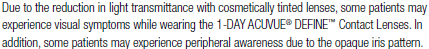 Due to the reduction in light transmittance with cosmetically tinted lenses, some patients may
experience visual symptoms while wearing the 1-DAY ACUVUE® DEFINE™ Contact Lenses. In
addition, some patients may experience peripheral awareness due to the opaque iris pattern.